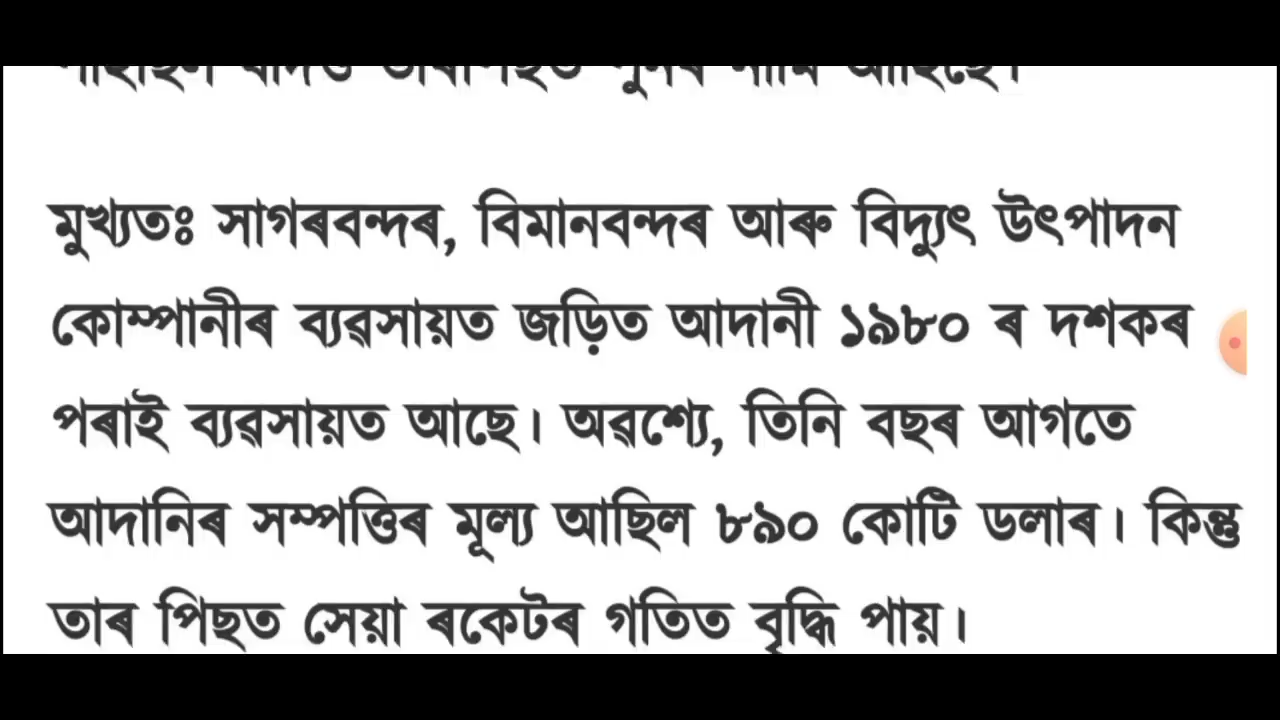 মুখ্যতঃ সাগৰবন্দৰ, বিমানবন্দৰ আৰু বিদ্যুৎ উৎপাদন
কোম্পানীৰ ব্যৱসায়ত জড়িত আদানী ১৯৮০ ৰ দশকৰ
পৰাই ব্যৱসায়ত আছে। অৱশ্যে, তিনি বছৰ আগতে
আদানিৰ সম্পত্তিৰ মূল্য আছিল ৮৯০ কোটি ডলাৰ। কিন্তু
তাৰ পিছত সেয়া ৰকেটৰ গতিত বৃদ্ধি পায়।